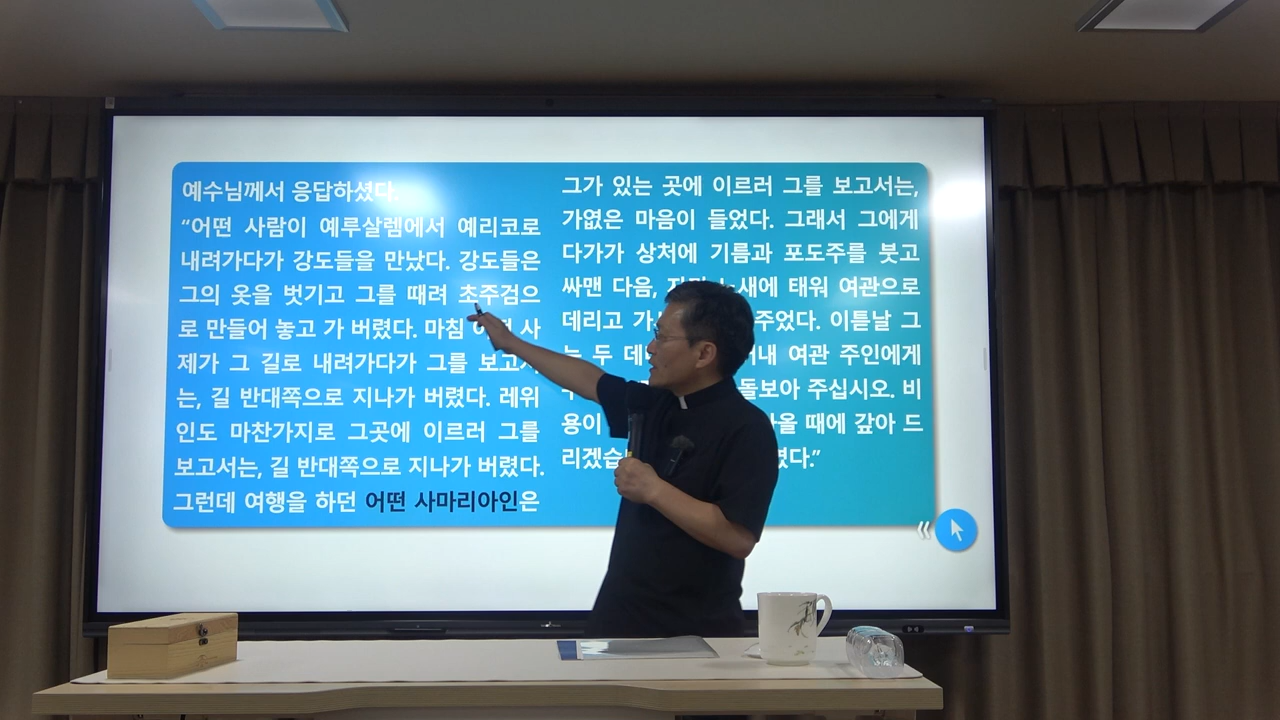 예수님께서 응답하셨다.
“어떤 사람이 예루살렘에서 예리코로
내려가다가 강도들을 만났다. 강도들은
그의 옷을 벗기고 그를 때려 초주검으
로 만들어 놓고 가 버렸다. 마침 사
제가 그 길로 내려가다가 그를
는, 길 반대쪽으로 지나가 버렸다. 레위
인도 마찬가지로 그곳에 이르러 그를
보고서는, 길 반대쪽으로 지나가 버렸다.
그런데 여행을 하던 어떤 사마리아인은
그가 있는 곳에 이르러 그를 보고서는,
가엾은 마음이 들었다. 그래서 그에게
다가가 상처에 기름과 포도주를 붓고
싸맨 다음, 태워 여관으로
데리고 주었다. 이튿날 그
는 두 여관 주인에게
돌보아 주십시오. 비
용이 때에 갚아 드